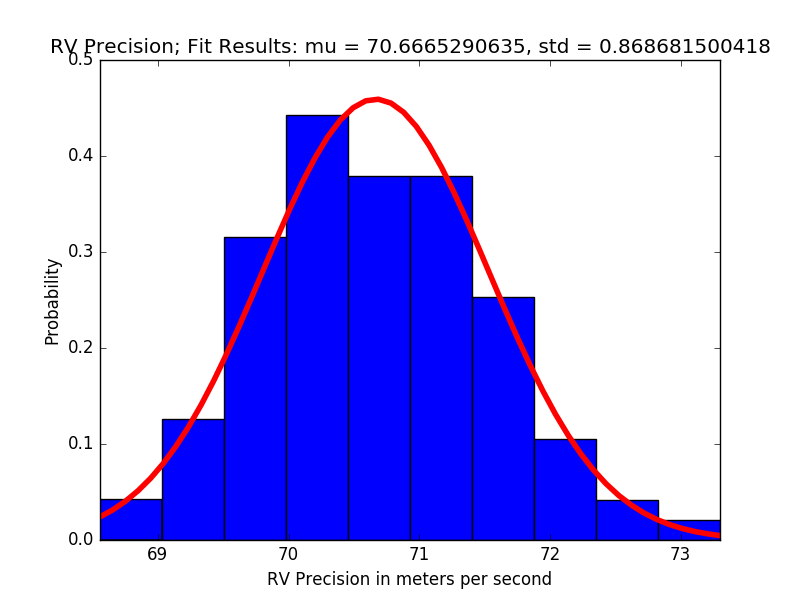 RV Precision; Fit Results: mu = 70.6665290635, std = 0.868681500418
0.5
0.4
0.3
0.2
0.1
0.0
Probability
69 70 71 72 73
RV Precision in meters per second